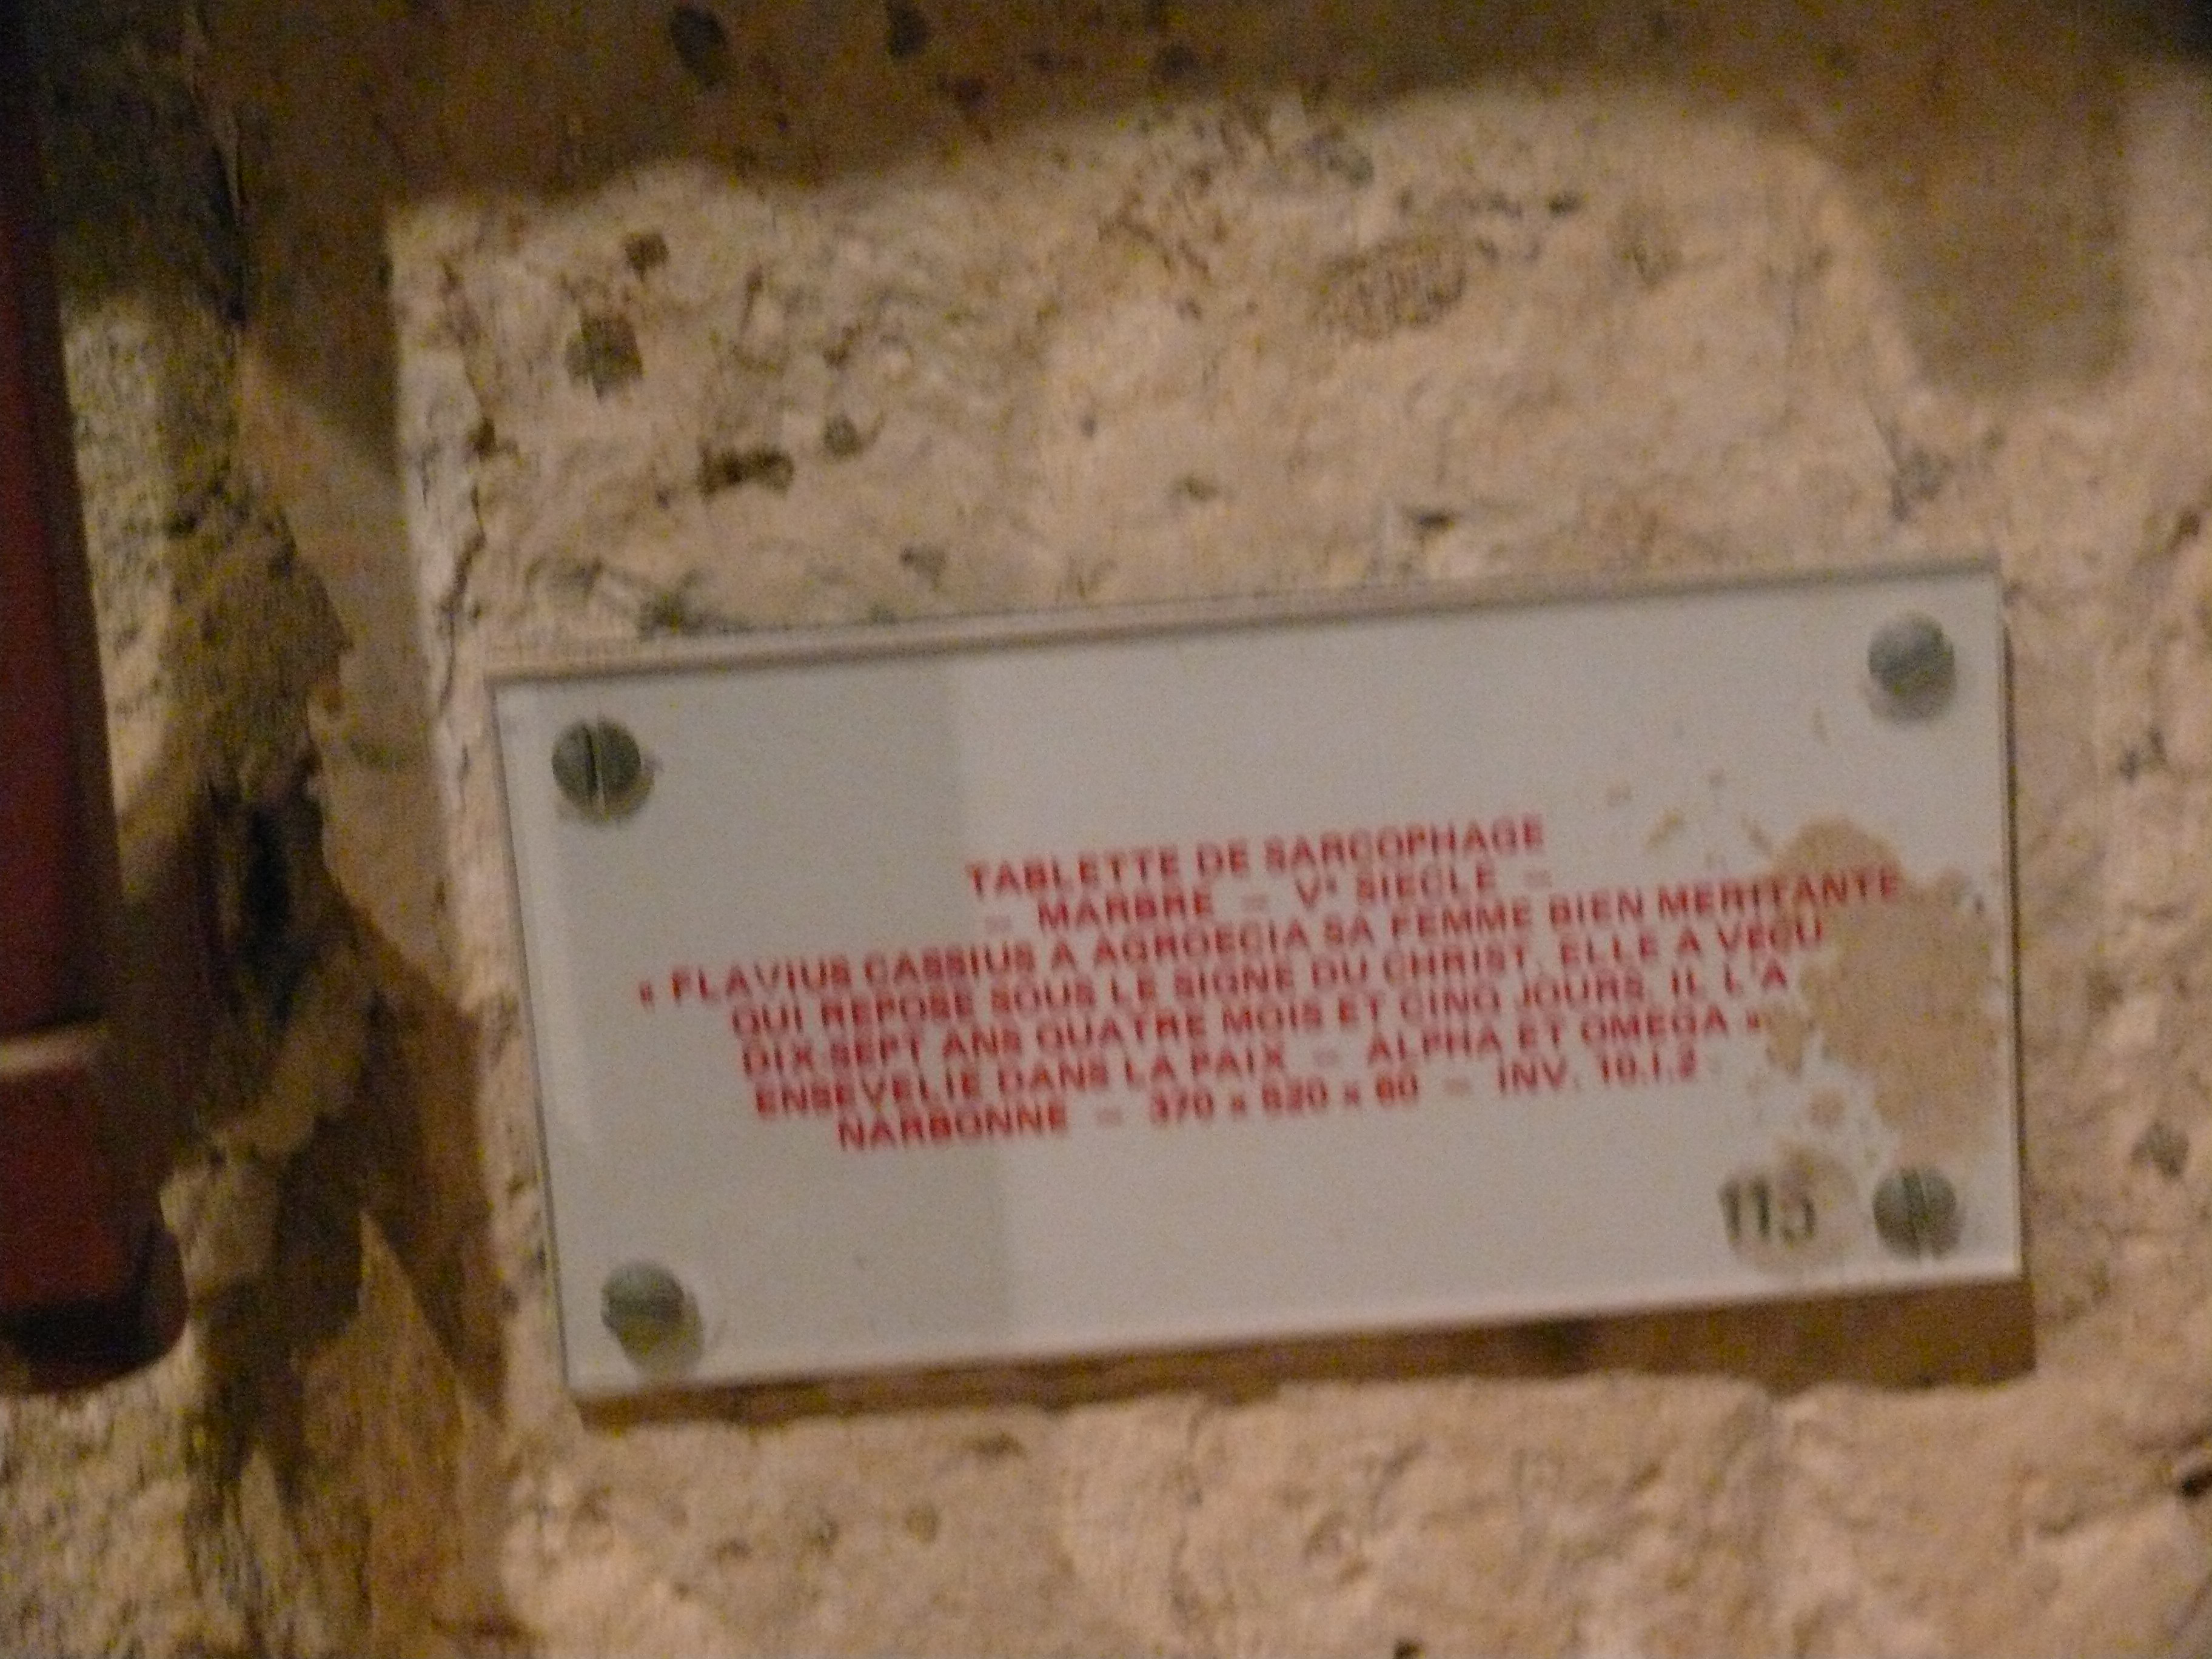 TABLETTE DE SARCOPHAGE
– MARBRE – Ve SIECLE –
« FLAVIUS CASSIUS A AGROECIA SA FEMME BIEN MERITANTE
QUI REPOSE SOUS LE SIGNE DU CHRIST. ELLE A VECU
DIX-SEPT ANS QUATRE MOIS ET CINQ JOURS. IL L'A
ENSEVELIE DANS LA PAIX – ALPHA ET OMEGA »
NARBONNE – 370 x 520 x 60 – INV. 10.1.2
115